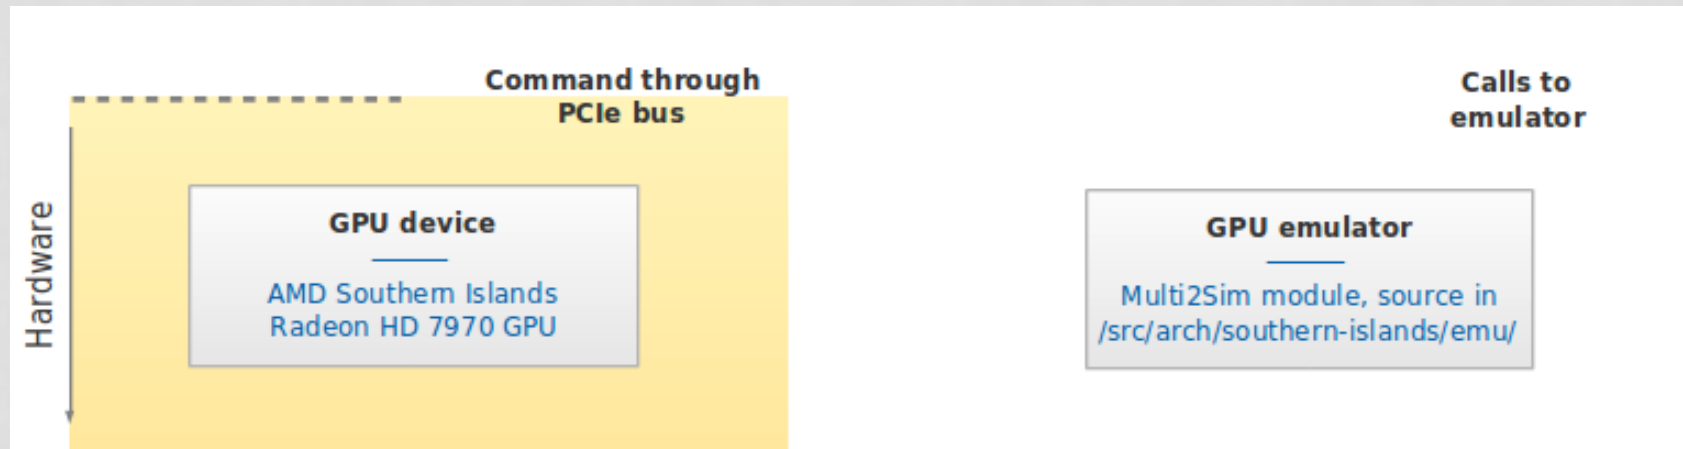 Command through
PCIe bus
Hardware
GPU device
AMD Southern Islands
Radeon HD 7970 GPU
Calls to
emulator
GPU emulator
Multi2Sim module, source in
/src/arch/southern-islands/emu/